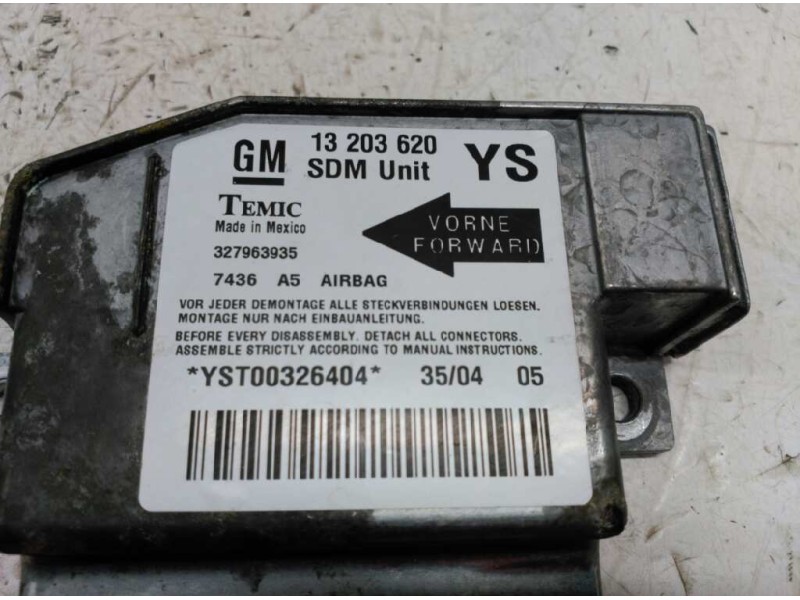 GM 13 203 620 YS
SDM Unit
TEMIC
Made in Mexico
VORNE
FORWARD
327963935
7436 A5 AIRBAG
VOR JEDER DEMONTAGE ALLE STECKVERBINDUNGEN LOESEN.
MONTAGE NUR NACH EINBAUANLEITUNG.
BEFORE EVERY DISASSEMBLY. DETACH ALL CONNECTORS.
ASSEMBLE STRICTLY ACCORDING TO MANUAL INSTRUCTIONS.
*YST00326404* 35/04 05